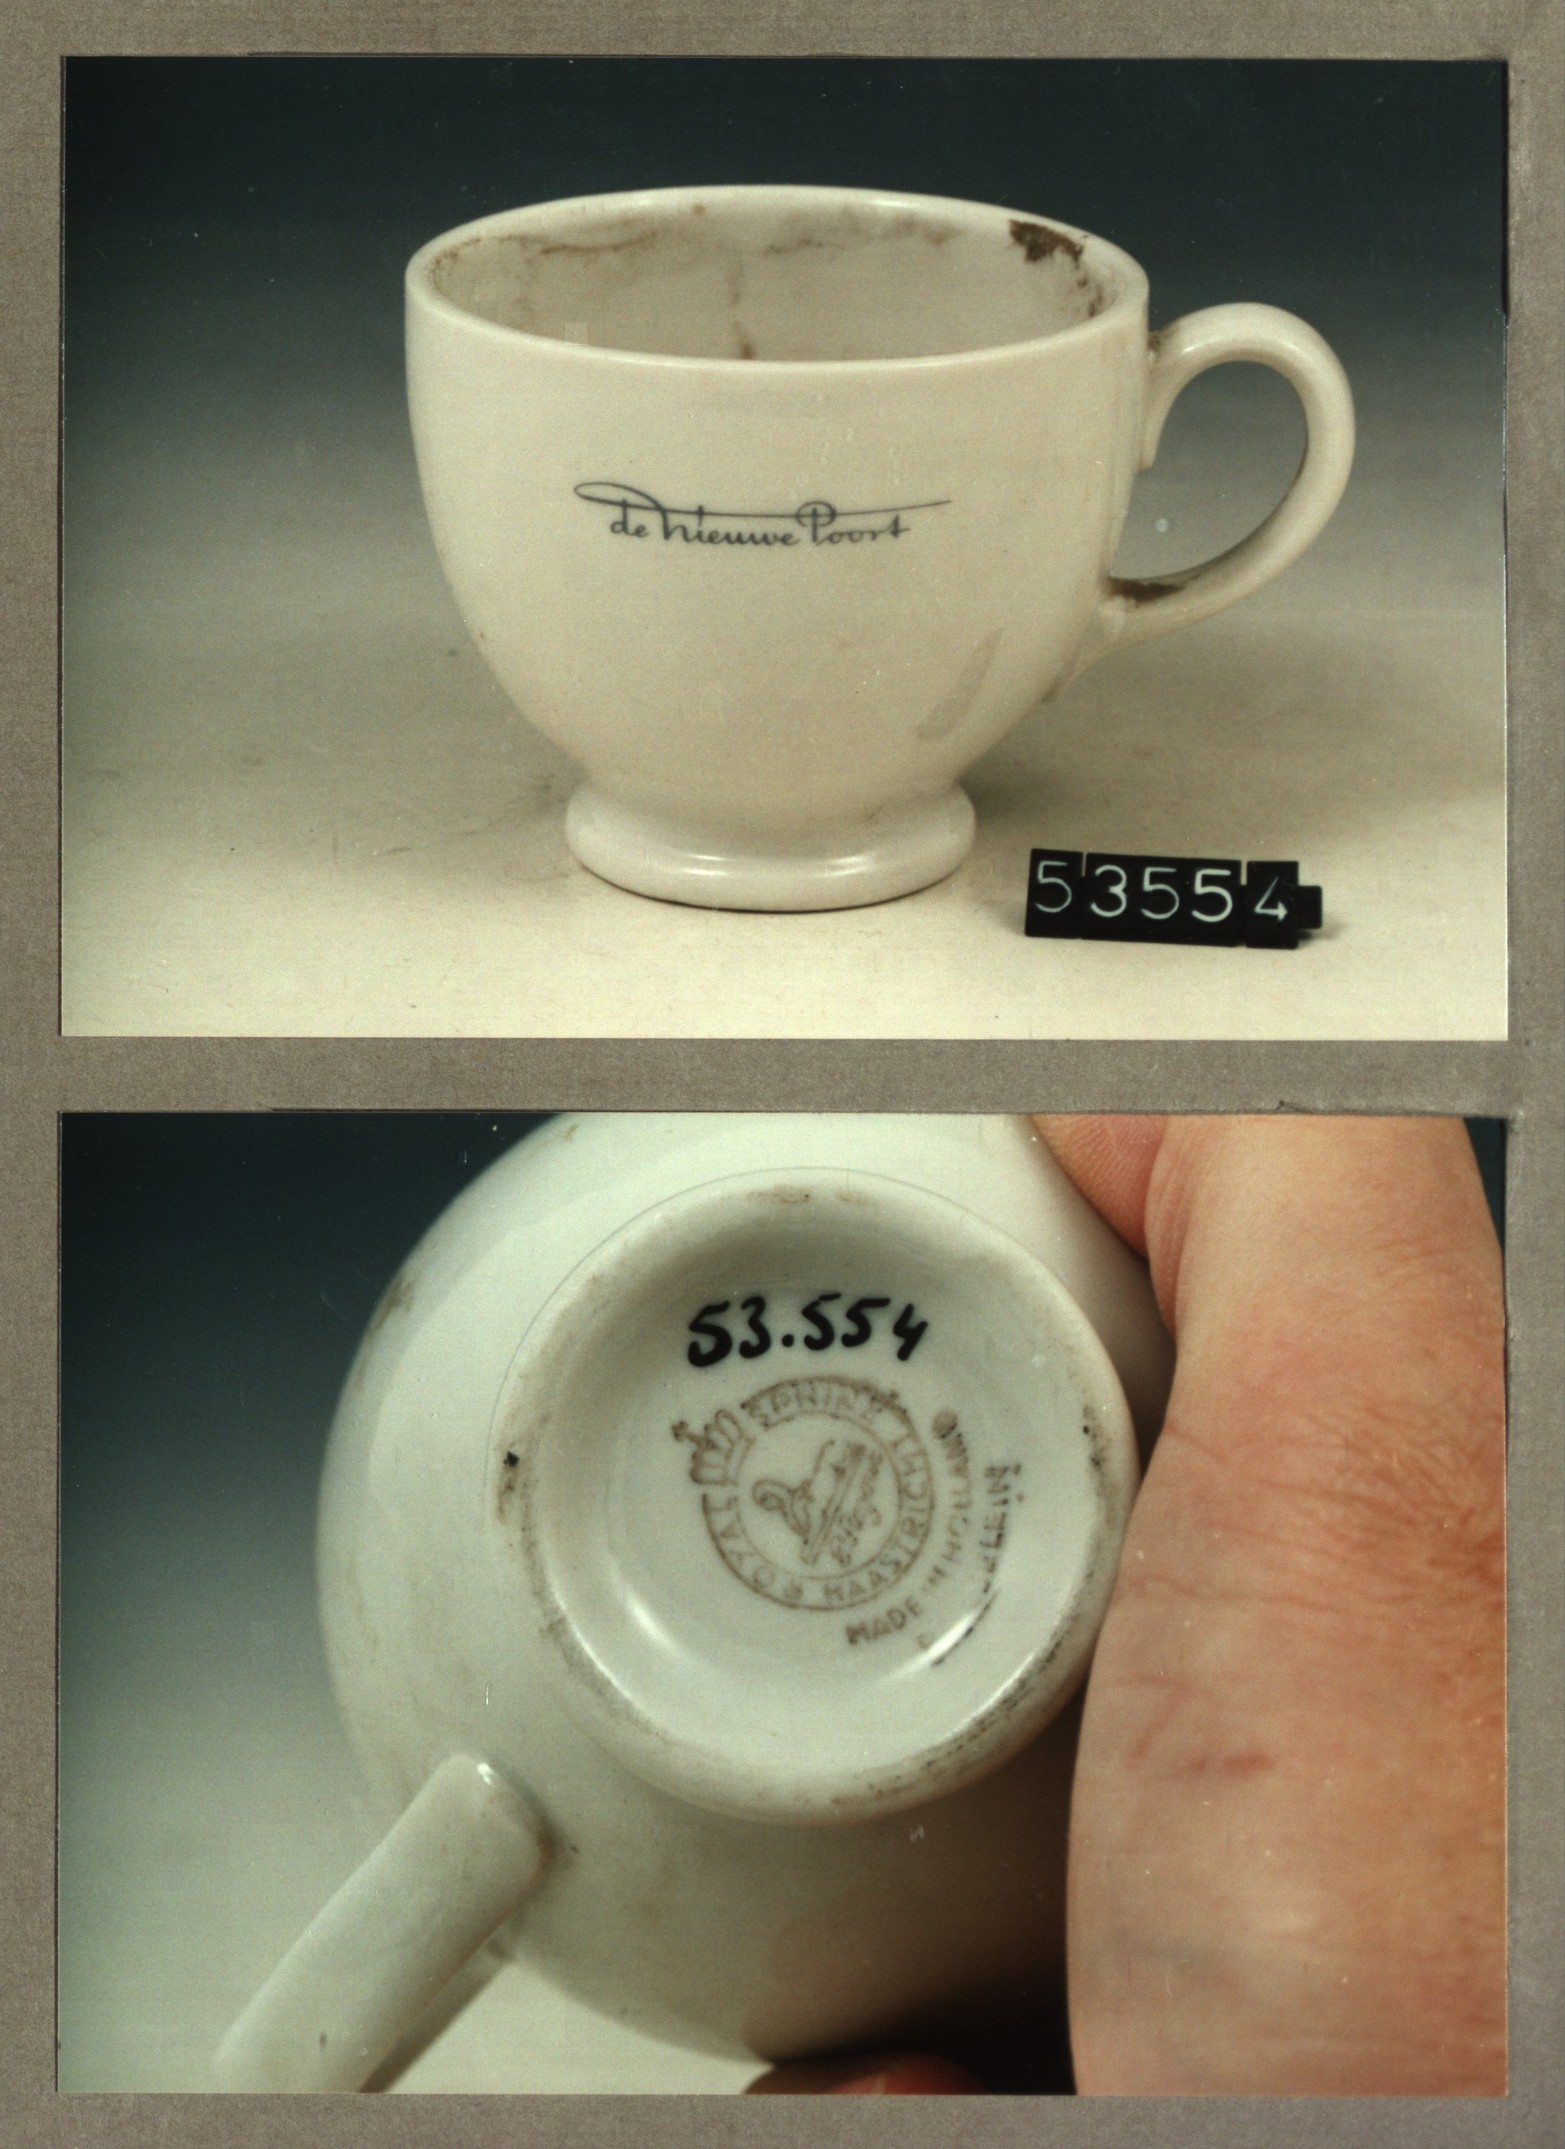 de Nieuwe Poort
53554
53.554
ROYAL SPHINX MAASTRICHT
MADE IN HOLLAND